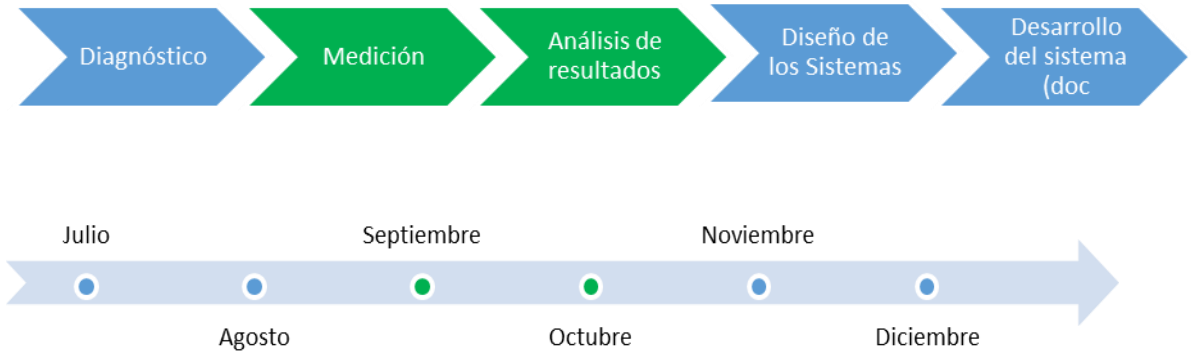 Diagnóstico
Medición
Análisis de
resultados
Diseño de
los Sistemas
Desarrollo
del sistema
(doc
Julio
Agosto
Septiembre
Octubre
Noviembre
Diciembre